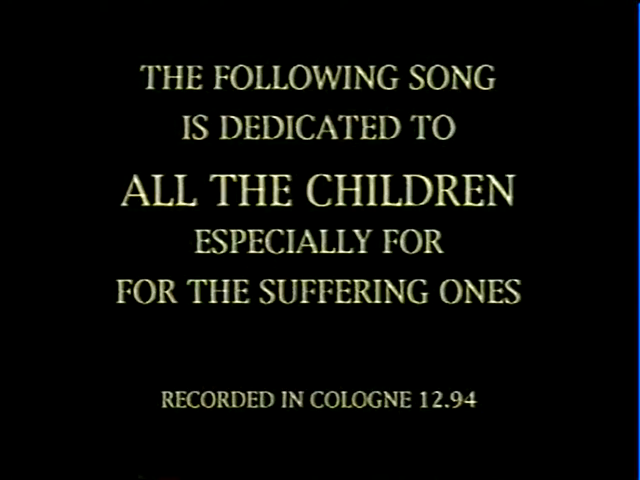 THE FOLLOWING SONG
IS DEDICATED TO
ALL THE CHILDREN
ESPECIALLY FOR
FOR THE SUFFERING ONES
RECORDED IN COLOGNE 12.94